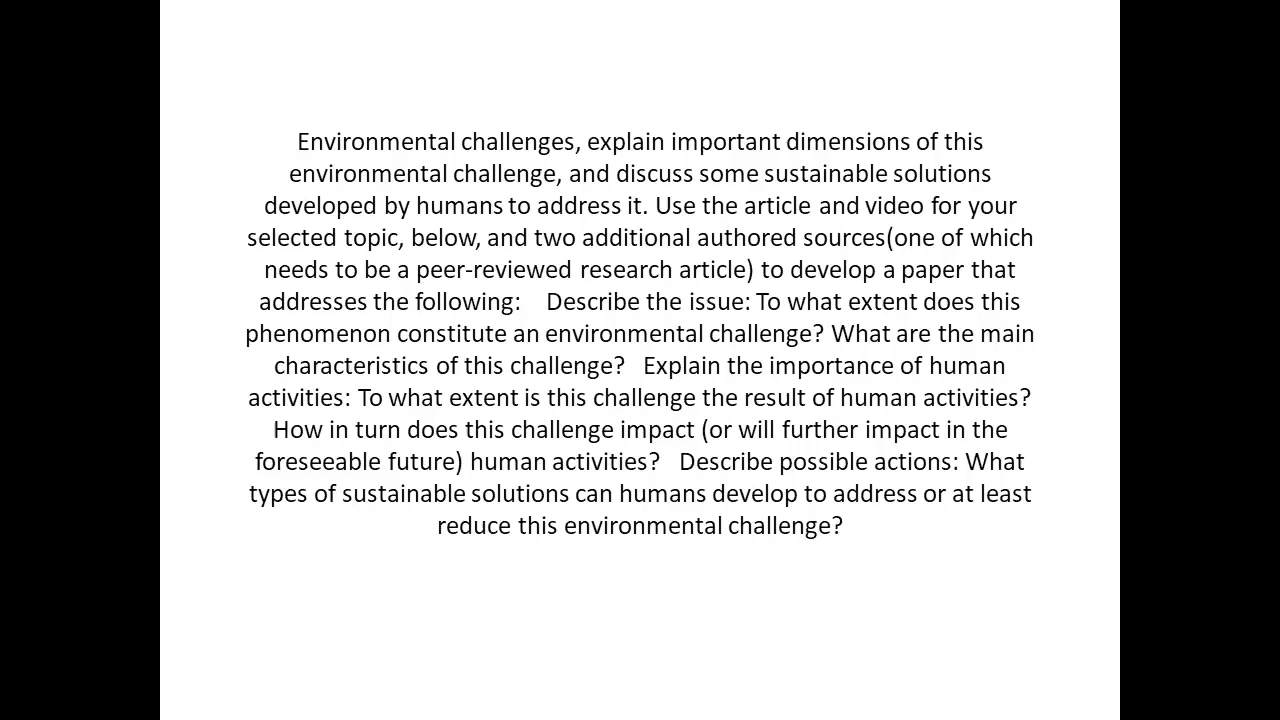 Environmental challenges, explain important dimensions of this
environmental challenge, and discuss some sustainable solutions
developed by humans to address it. Use the article and video for your
selected topic, below, and two additional authored sources(one of which
needs to be a peer-reviewed research article) to develop a paper that
addresses the following:    Describe the issue: To what extent does this
phenomenon constitute an environmental challenge? What are the main
characteristics of this challenge?   Explain the importance of human
activities: To what extent is this challenge the result of human activities?
How in turn does this challenge impact (or will further impact in the
foreseeable future) human activities?   Describe possible actions: What
types of sustainable solutions can humans develop to address or at least
reduce this environmental challenge?